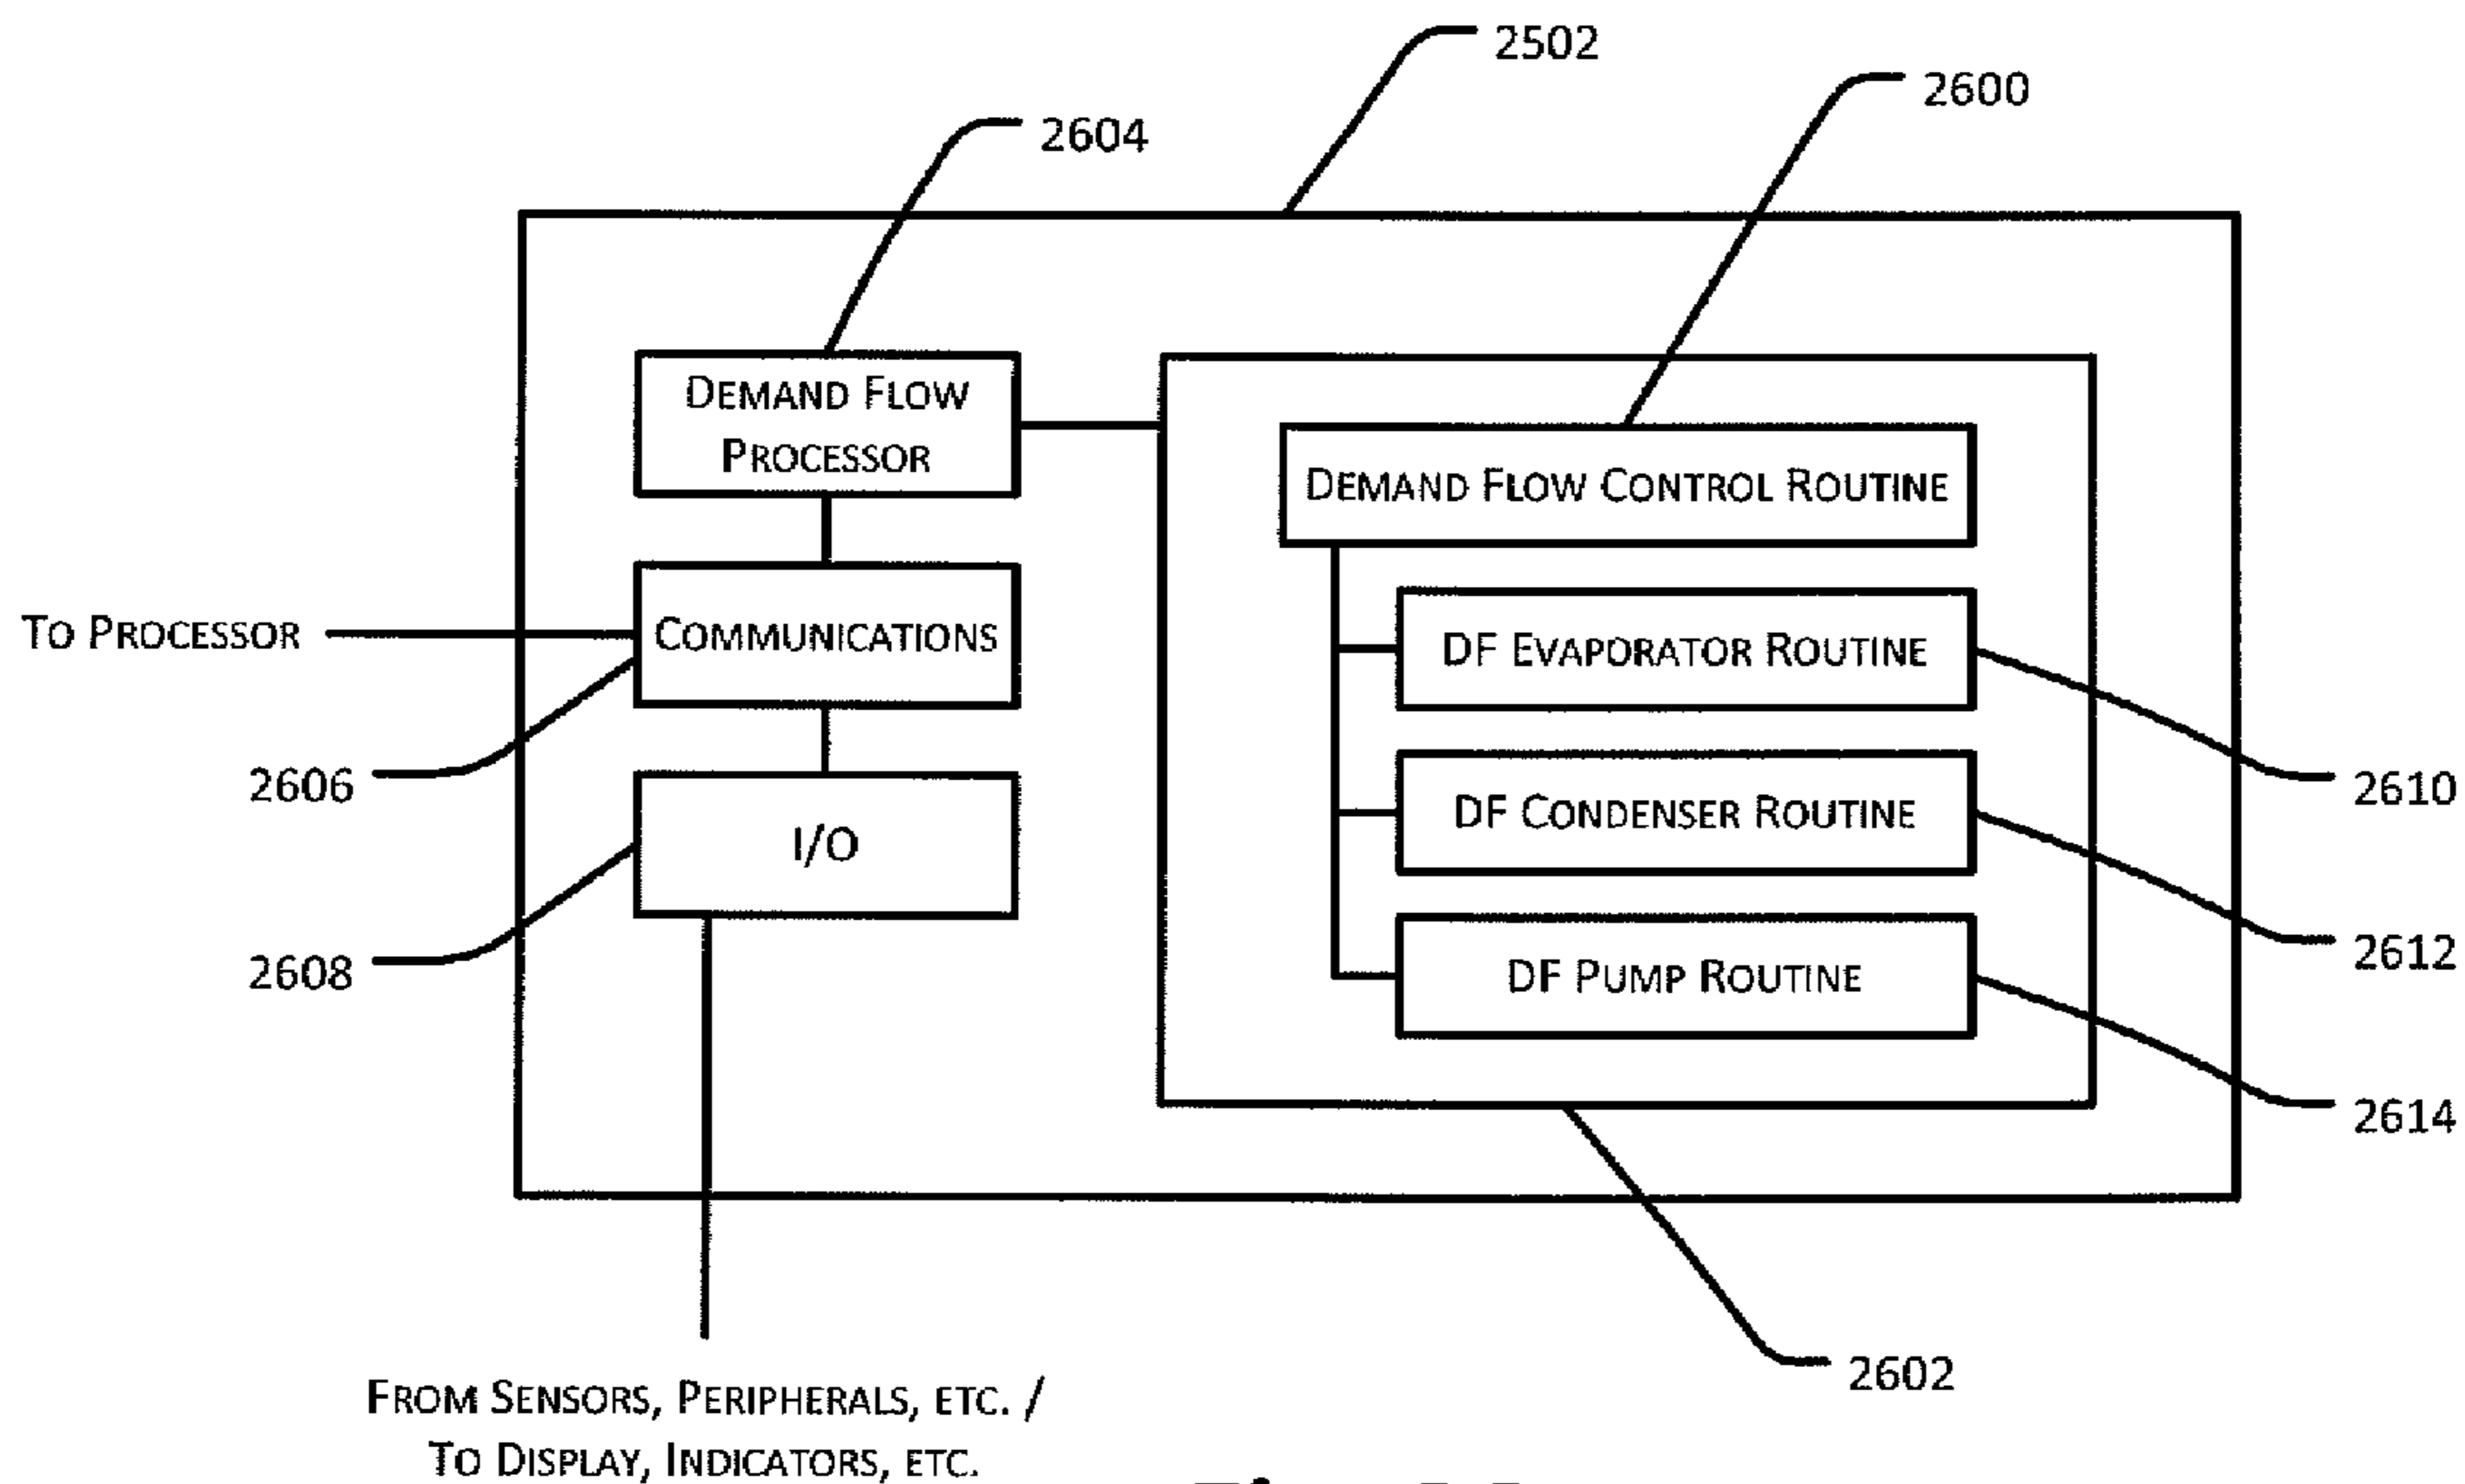 2502
2600
2604
DEMAND FLOW
PROCESSOR
DEMAND FLOW CONTROL ROUTINE
TO PROCESSOR
COMMUNICATIONS
DF EVAPORATOR ROUTINE
2606
2610
I/O
DF CONDENSER ROUTINE
2608
2612
DF PUMP ROUTINE
2614
2602
FROM SENSORS, PERIPHERALS, ETC. /
TO DISPLAY, INDICATORS, ETC.